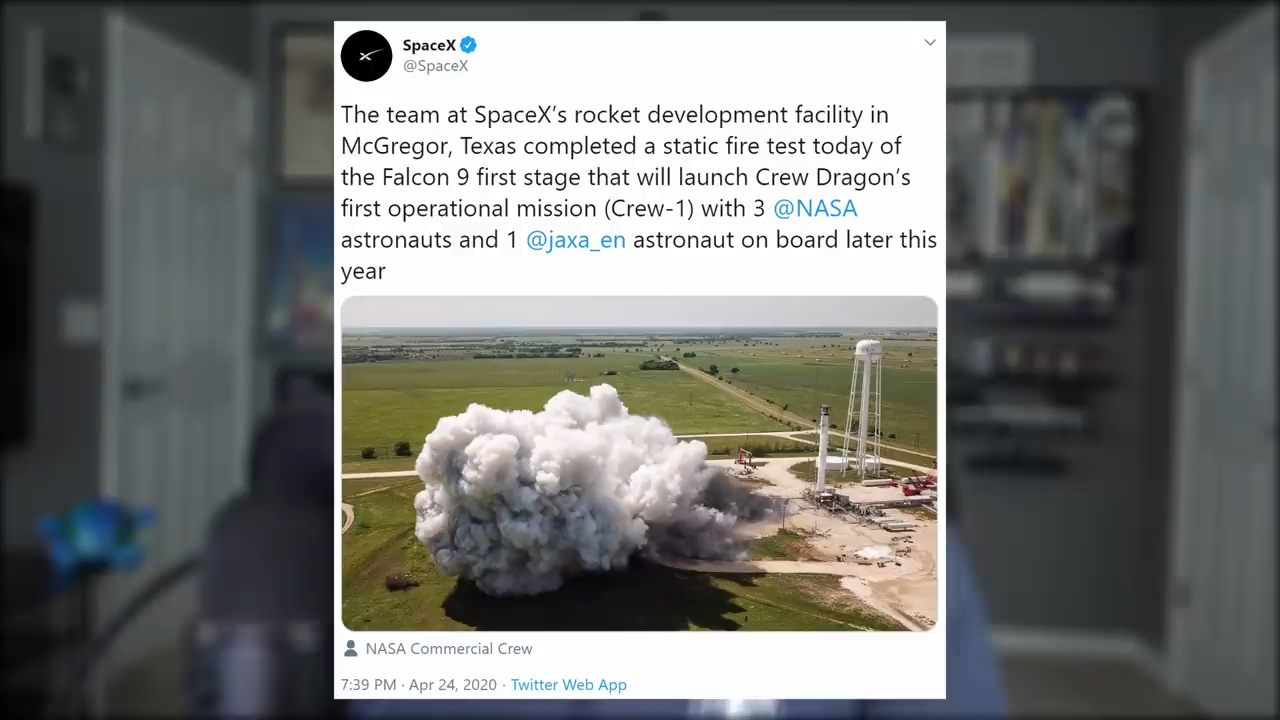 SpaceX
@SpaceX
The team at SpaceX’s rocket development facility in
McGregor, Texas completed a static fire test today of
the Falcon 9 first stage that will launch Crew Dragon’s
first operational mission (Crew-1) with 3 @NASA
astronauts and 1 @jaxa_en astronaut on board later this
year
NASA Commercial Crew
7:39 PM · Apr 24, 2020 · Twitter Web App